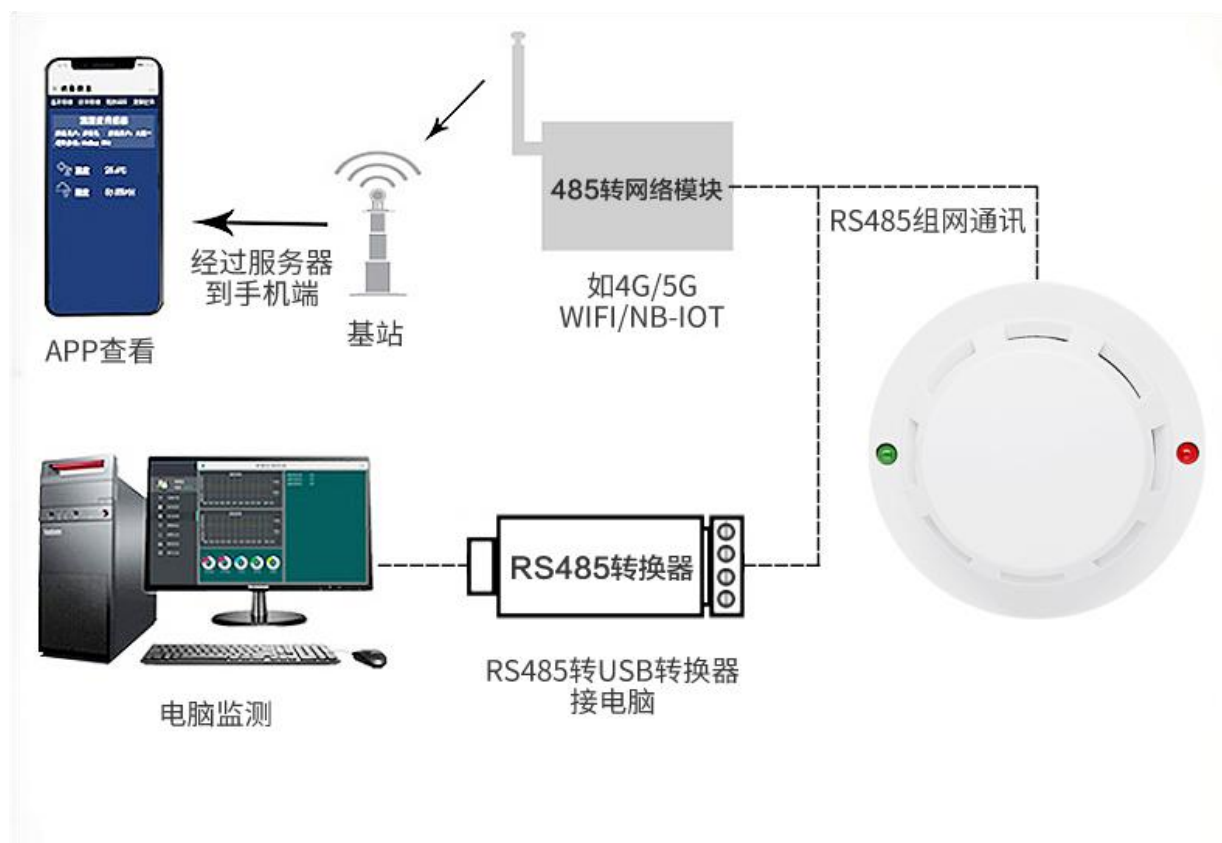 485转网络模块
RS485组网通讯
如4G/5G
WIFI/NB-IOT
经过服务器
到手机端
基站
APP查看
RS485转换器
RS485转USB转换器
接电脑
电脑监测